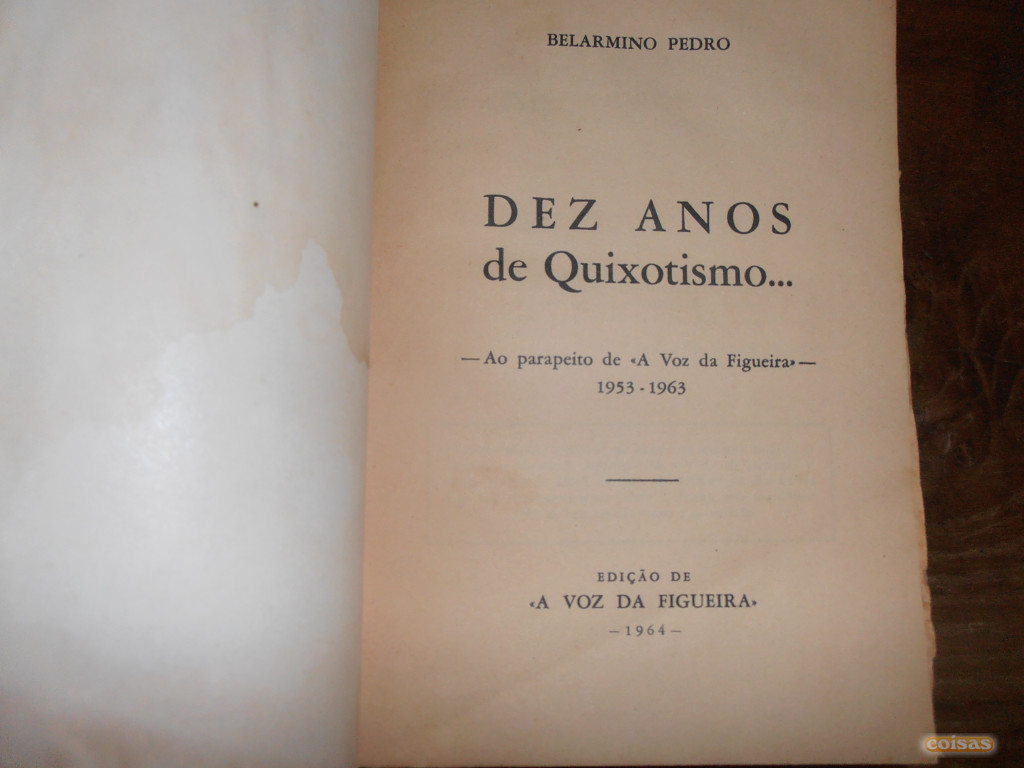 BELARMINO PEDRO
DEZ ANOS
de Quixotismo...
— Ao parapeito de «A Voz da Figueira» —
1953 - 1963
EDIÇÃO DE
«A VOZ DA FIGUEIRA»
— 1964 —
coisas